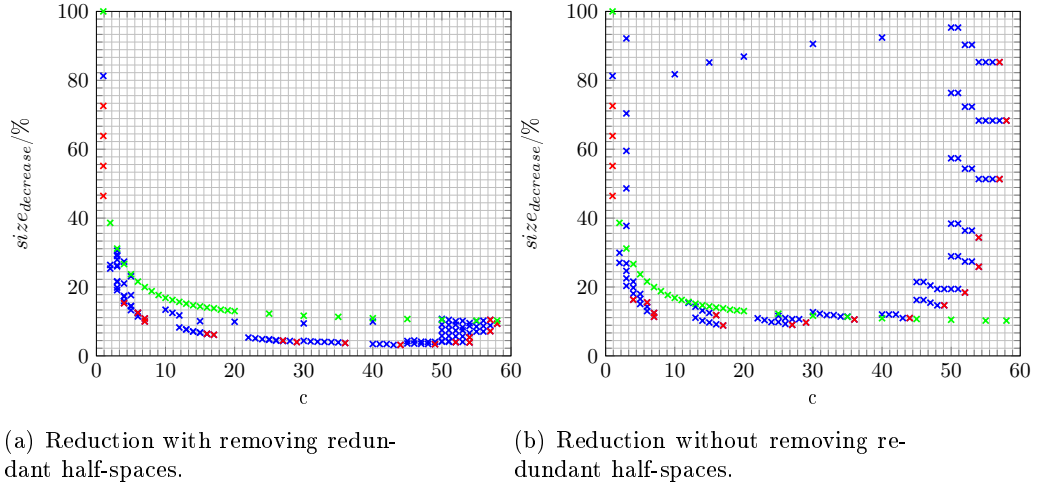 100
80
60
40
20
0
size_decrease/%
0 10 20 30 40 50 60
c
(a) Reduction with removing redun-
dant half-spaces.
100
80
60
40
20
0
size_decrease/%
0 10 20 30 40 50 60
c
(b) Reduction without removing re-
dundant half-spaces.